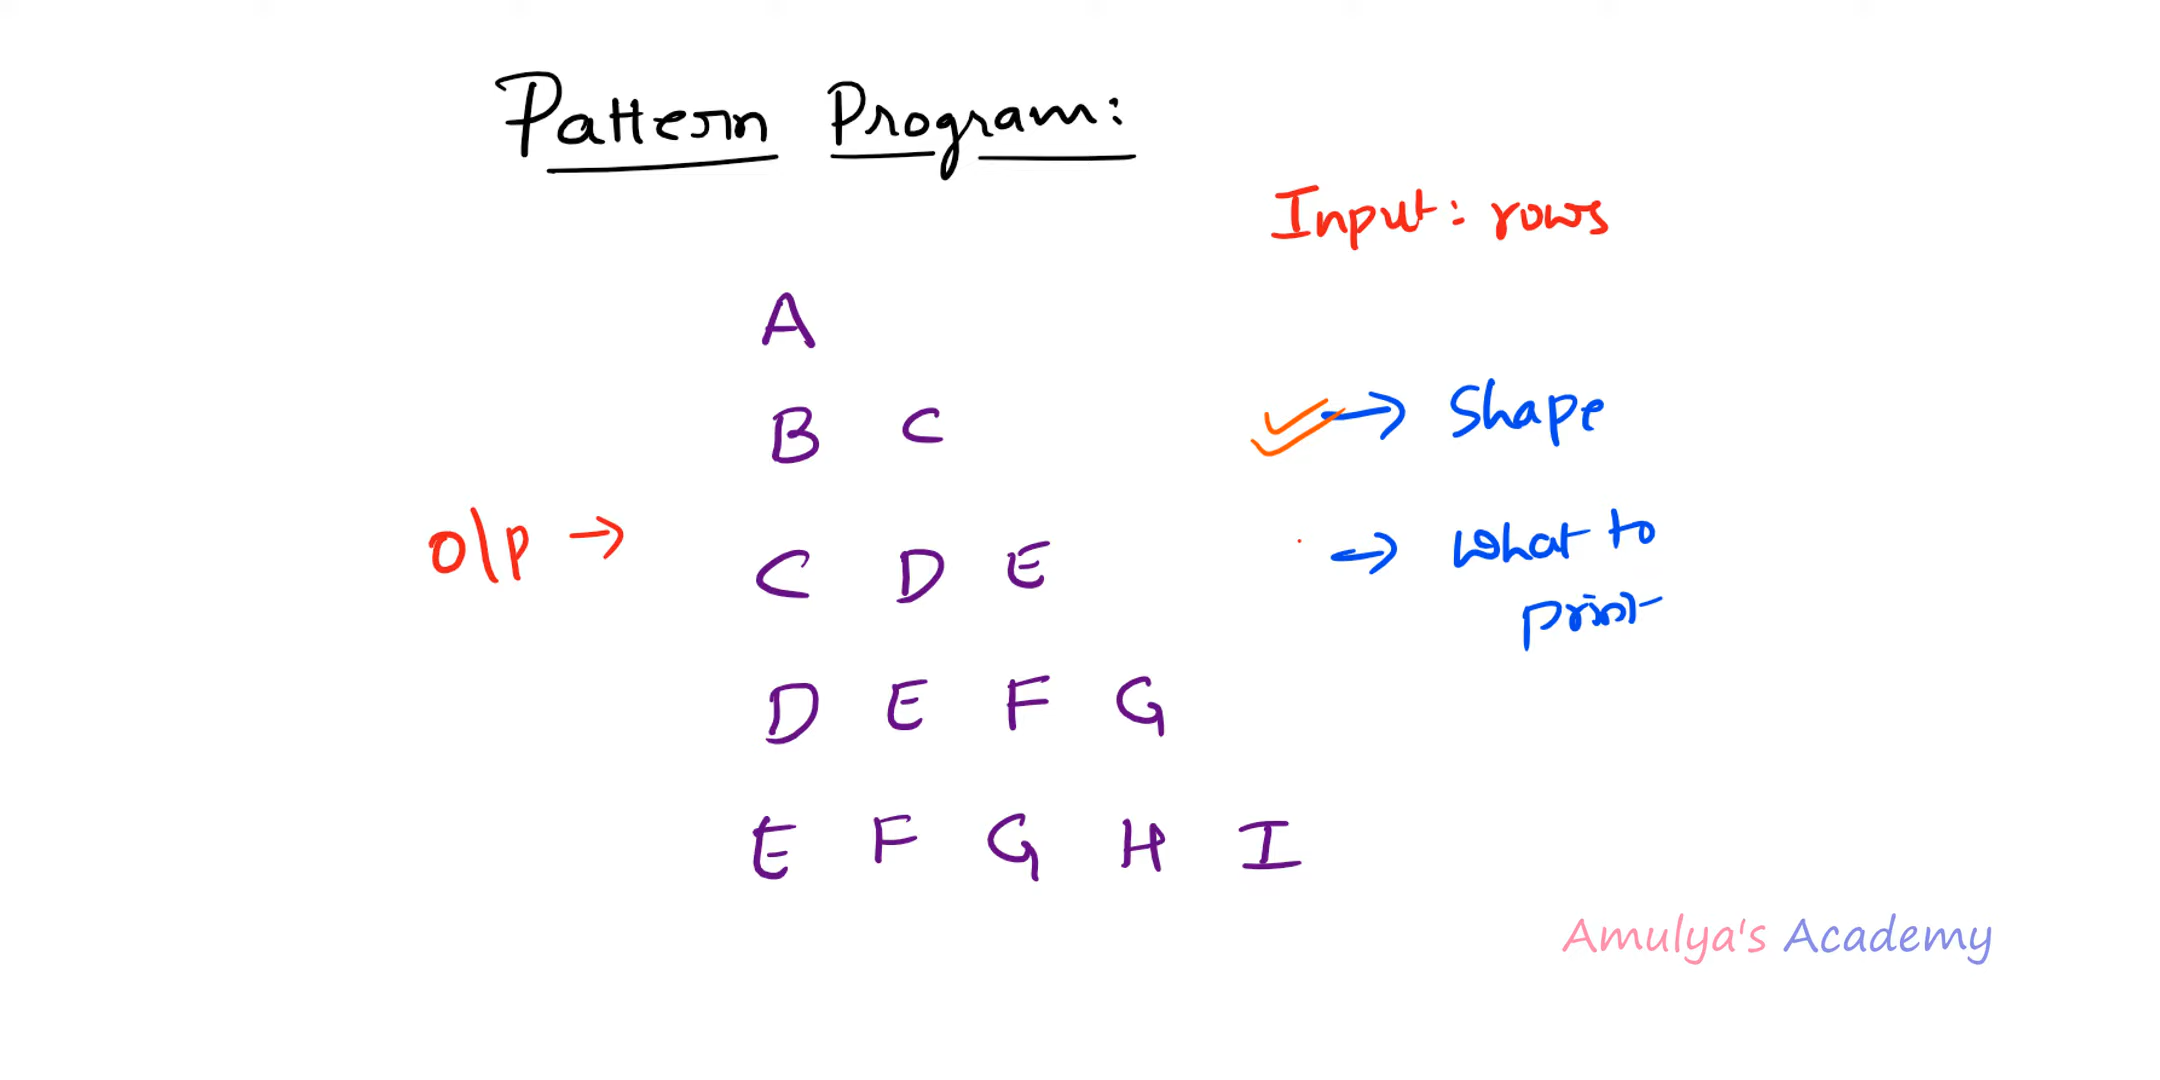 Pattern Program:
Input: rows
A
B C
→ Shape
O\p → C D E
→ What to
print
D E F G
E F G H I
Amulya's Academy